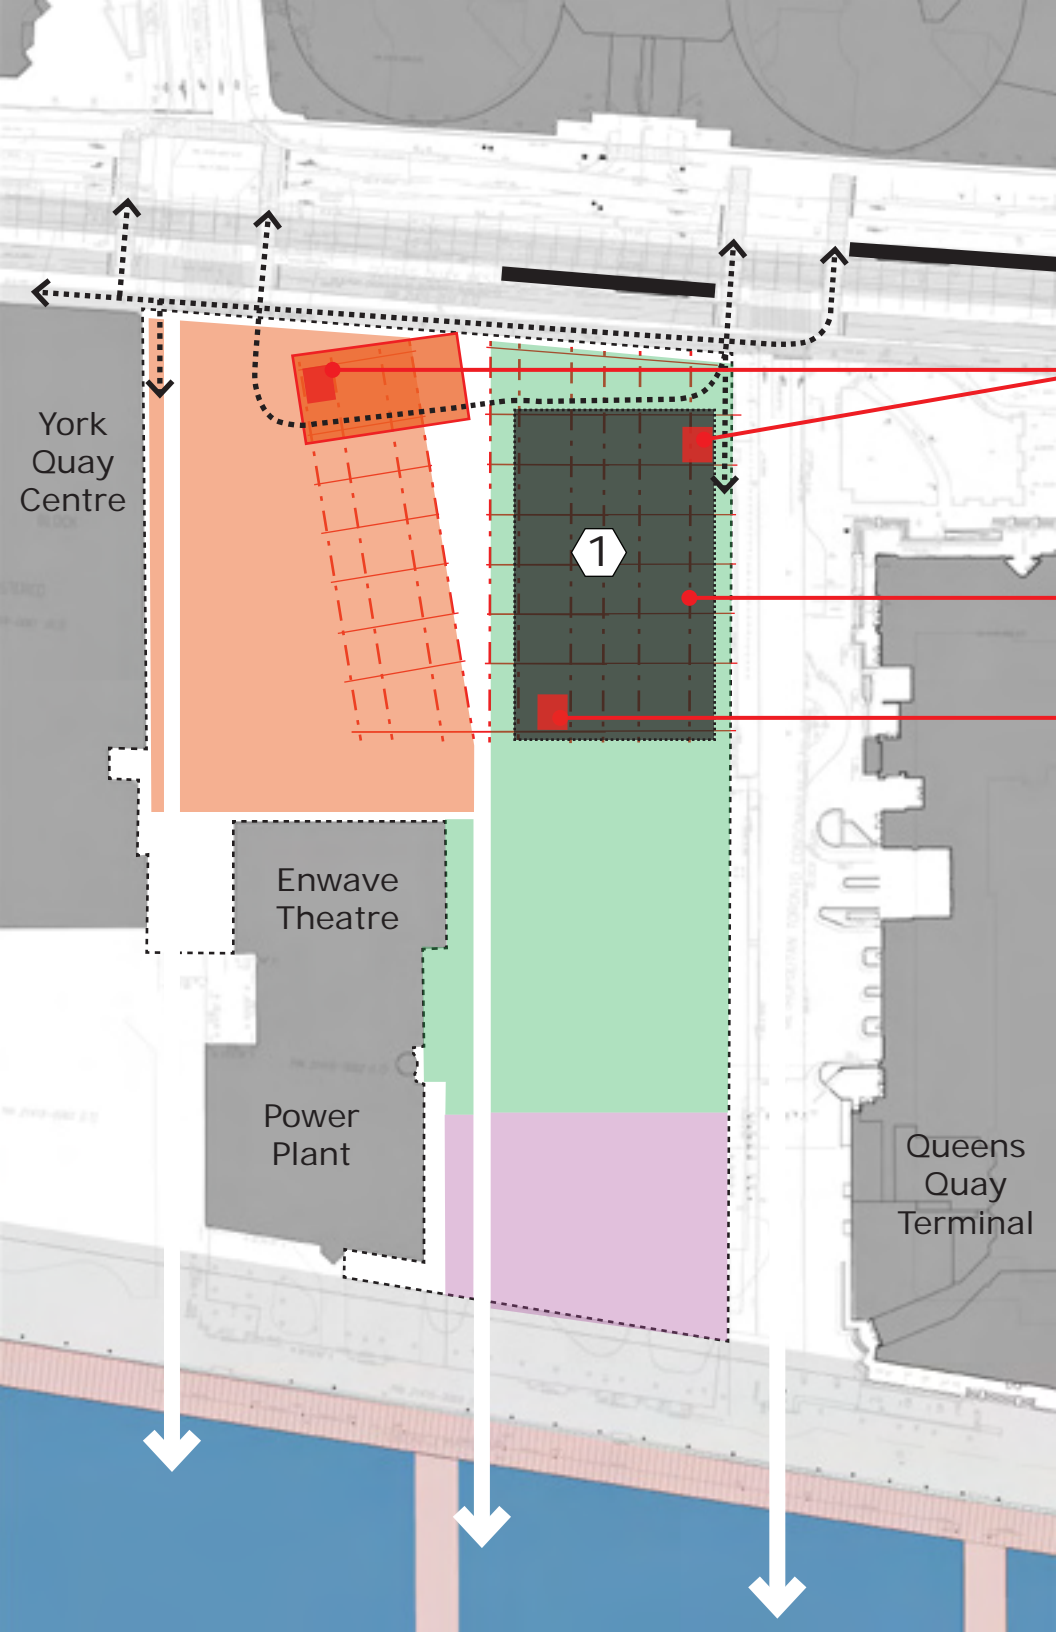 York
Quay
Centre
1
Enwave
Theatre
Power
Plant
Queens
Quay
Terminal